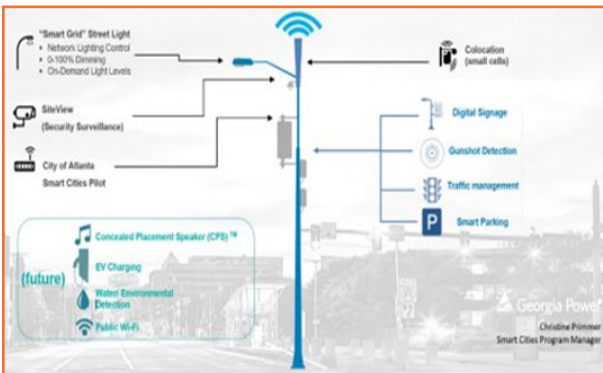 "Smart Grid" Street Light
• Network Lighting Control
• 0-100% Dimming
• On-Demand Light Levels
SiteView
(Security Surveillance)
City of Atlanta
Smart Cities Pilot
Colocation
(small cells)
Digital Signage
Gunshot Detection
Traffic management
P
Smart Parking
(future)
Concealed Placement Speaker (CPS) TM
EV Charging
Water/ Environmental
Detection
Public Wi-Fi
Georgia Power
Christine Primmer
Smart Cities Program Manager